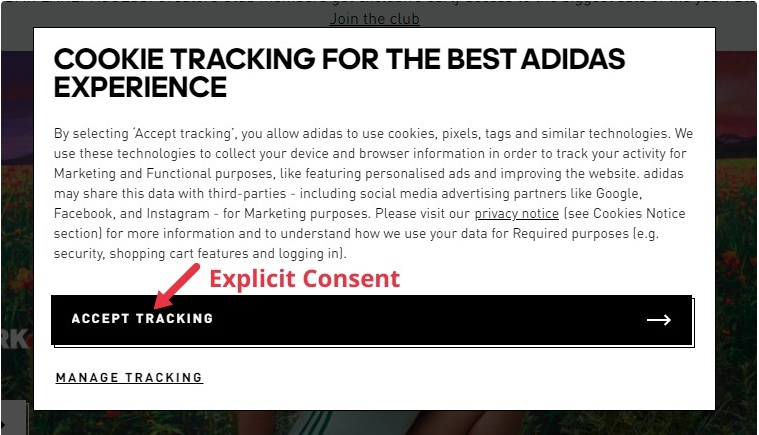 Join the club
COOKIE TRACKING FOR THE BEST ADIDAS
EXPERIENCE
By selecting ‘Accept tracking’, you allow adidas to use cookies, pixels, tags and similar technologies. We
use these technologies to collect your device and browser information in order to track your activity for
Marketing and Functional purposes, like featuring personalised ads and improving the website. adidas
may share this data with third-parties - including social media advertising partners like Google,
Facebook, and Instagram - for Marketing purposes. Please visit our privacy notice (see Cookies Notice
section) for more information and to understand how we use your data for Required purposes (e.g.
security, shopping cart features and logging in).
Explicit Consent
ACCEPT TRACKING
RK
MANAGE TRACKING